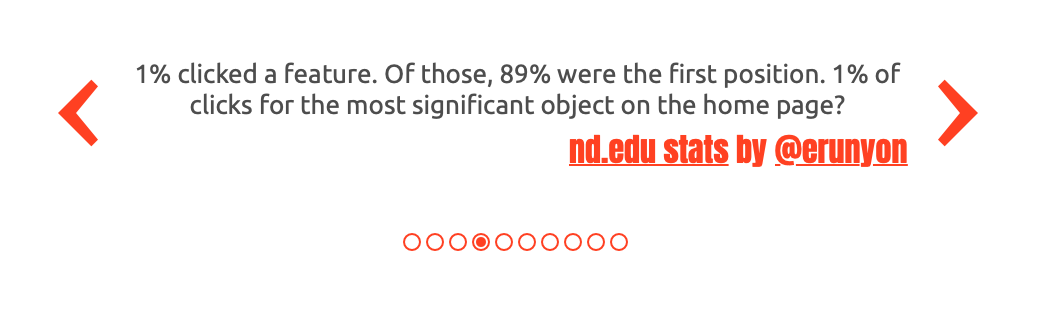 1% clicked a feature. Of those, 89% were the first position. 1% of
clicks for the most significant object on the home page?
nd.edu stats by @erunyon